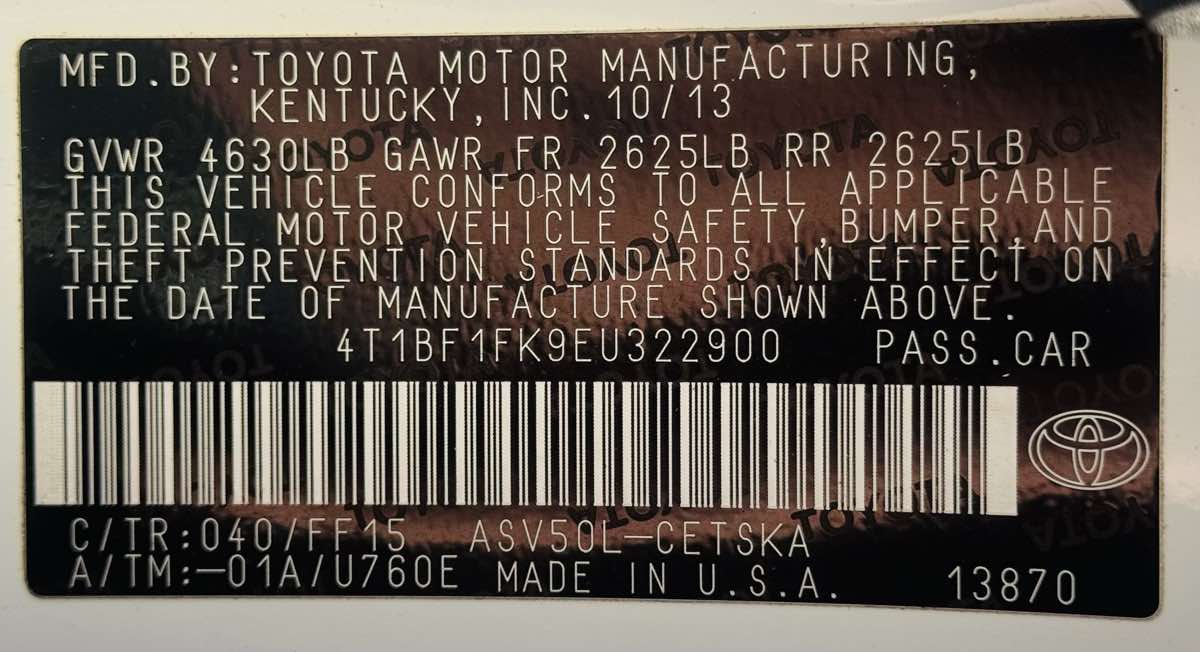 MFD.BY:TOYOTA MOTOR MANUFACTURING,
KENTUCKY,INC.10/13
GVWR 4630LB GAWR FR 2625LB RR 2625LB
THIS VEHICLE CONFORMS TO ALL APPLICABLE
FEDERAL MOTOR VEHICLE SAFETY,BUMPER,AND
THEFT PREVENTION STANDARDS IN EFFECT ON
THE DATE OF MANUFACTURE SHOWN ABOVE.
4T1BF1FK9EU322900 PASS.CAR
C/TR:040/FF15 ASV50L-CETSKA
A/TM:-01A/U760E MADE IN U.S.A. 13870